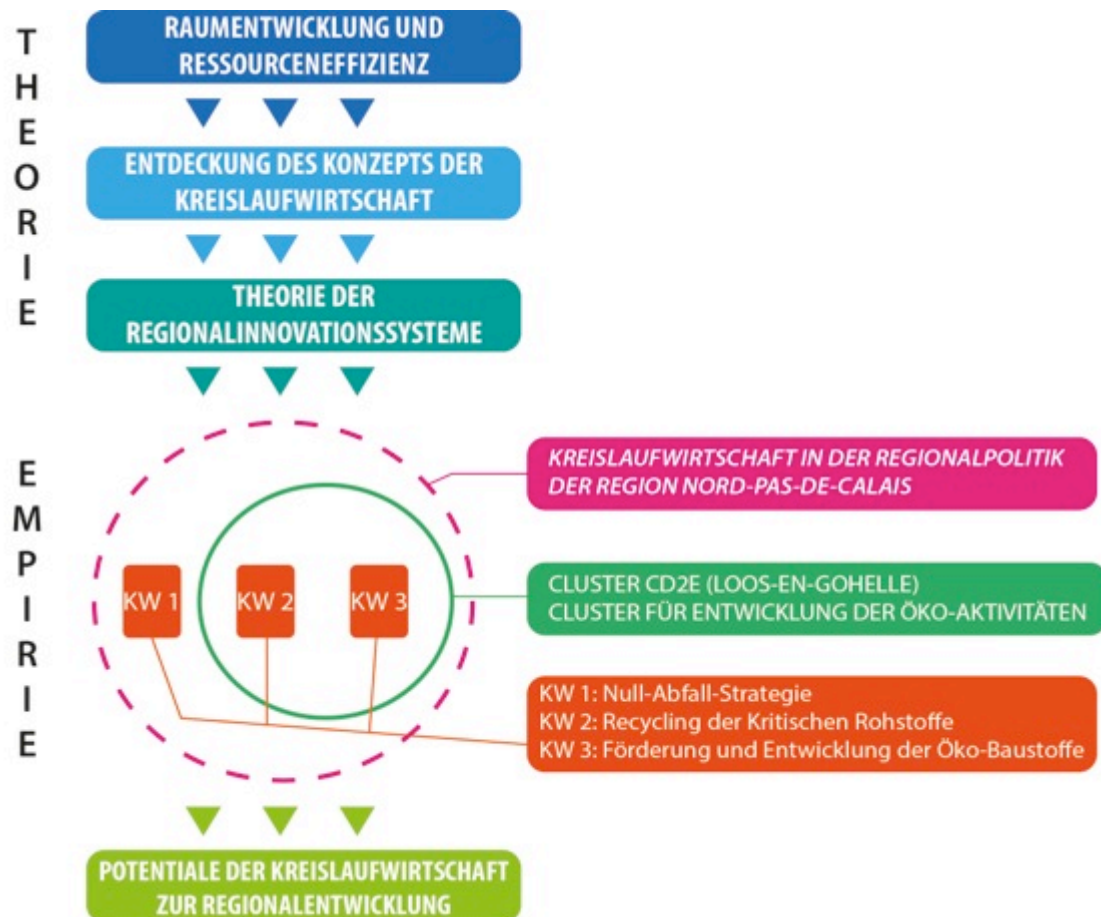 THEORIE
RAUMENTWICKLUNG UND
RESSOURCENEFFIZIENZ
ENTDECKUNG DES KONZEPTS DER
KREISLAUFWIRTSCHAFT
THEORIE DER
REGIONALINNOVATIONSSYSTEME
EMPIRIE
KREISLAUFWIRTSCHAFT IN DER REGIONALPOLITIK
DER REGION NORD-PAS-DE-CALAIS
KW 1
KW 2
KW 3
CLUSTER CD2E (LOOS-EN-GOHELLE)
CLUSTER FÜR ENTWICKLUNG DER ÖKO-AKTIVITÄTEN
KW 1: Null-Abfall-Strategie
KW 2: Recycling der Kritischen Rohstoffe
KW 3: Förderung und Entwicklung der Öko-Baustoffe
POTENTIALE DER KREISLAUFWIRTSCHAFT
ZUR REGIONALENTWICKLUNG